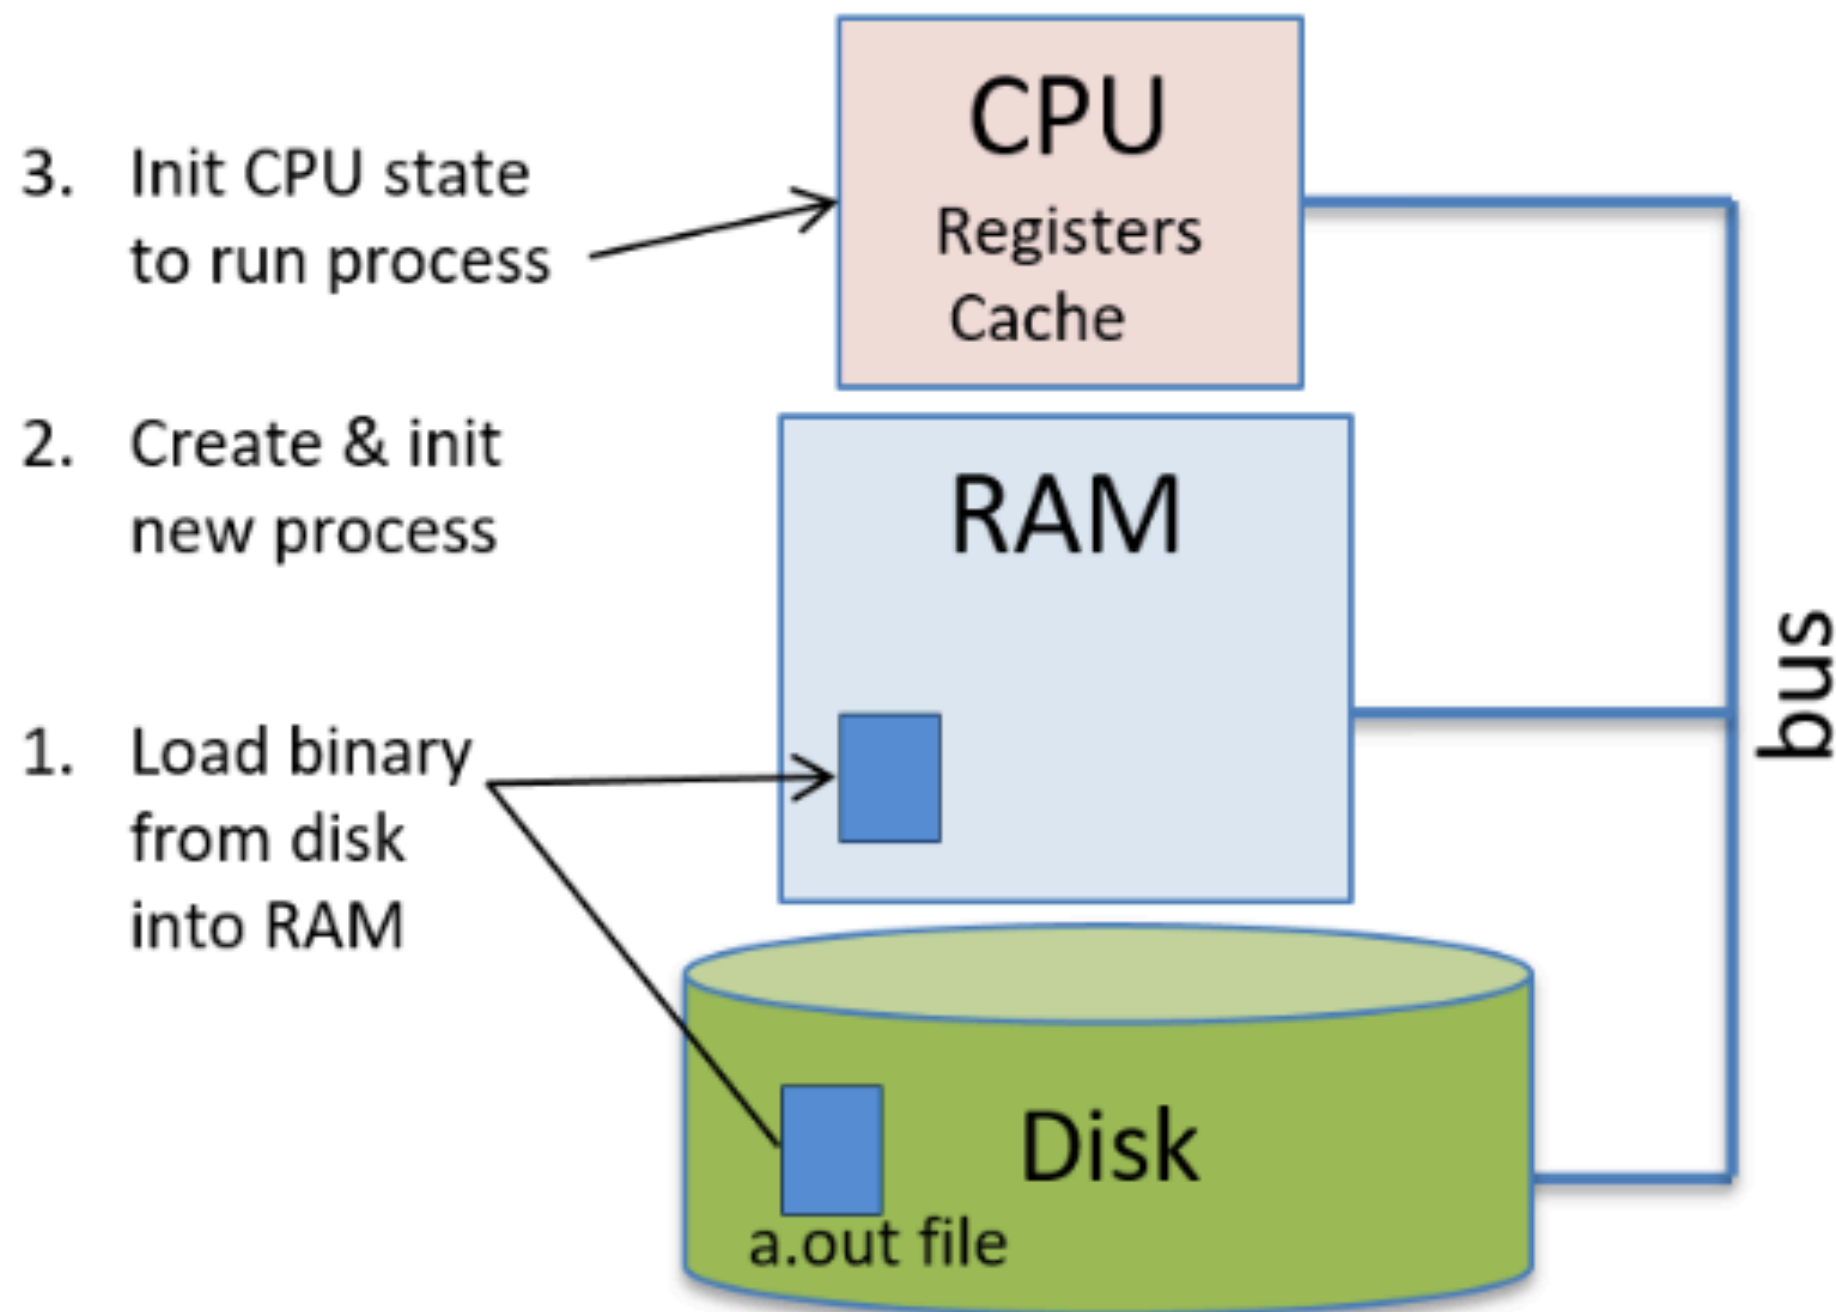 CPU
Registers
Cache
3. Init CPU state
to run process
2. Create & init
new process
RAM
1. Load binary
from disk
into RAM
bus
Disk
a.out file